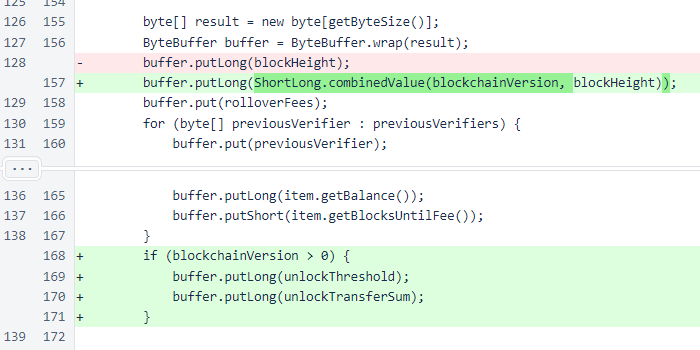 125 154
126 155 byte[] result = new byte[getByteSize()];
127 156 ByteBuffer buffer = ByteBuffer.wrap(result);
128 - buffer.putLong(blockHeight);
157 + buffer.putLong(ShortLong.combinedValue(blockchainVersion, blockHeight));
129 158 buffer.put(rolloverFees);
130 159 for (byte[] previousVerifier : previousVerifiers) {
131 160 buffer.put(previousVerifier);
...
136 165 buffer.putLong(item.getBalance());
137 166 buffer.putShort(item.getBlocksUntilFee());
138 167 }
168 + if (blockchainVersion > 0) {
169 + buffer.putLong(unlockThreshold);
170 + buffer.putLong(unlockTransferSum);
171 + }
139 172